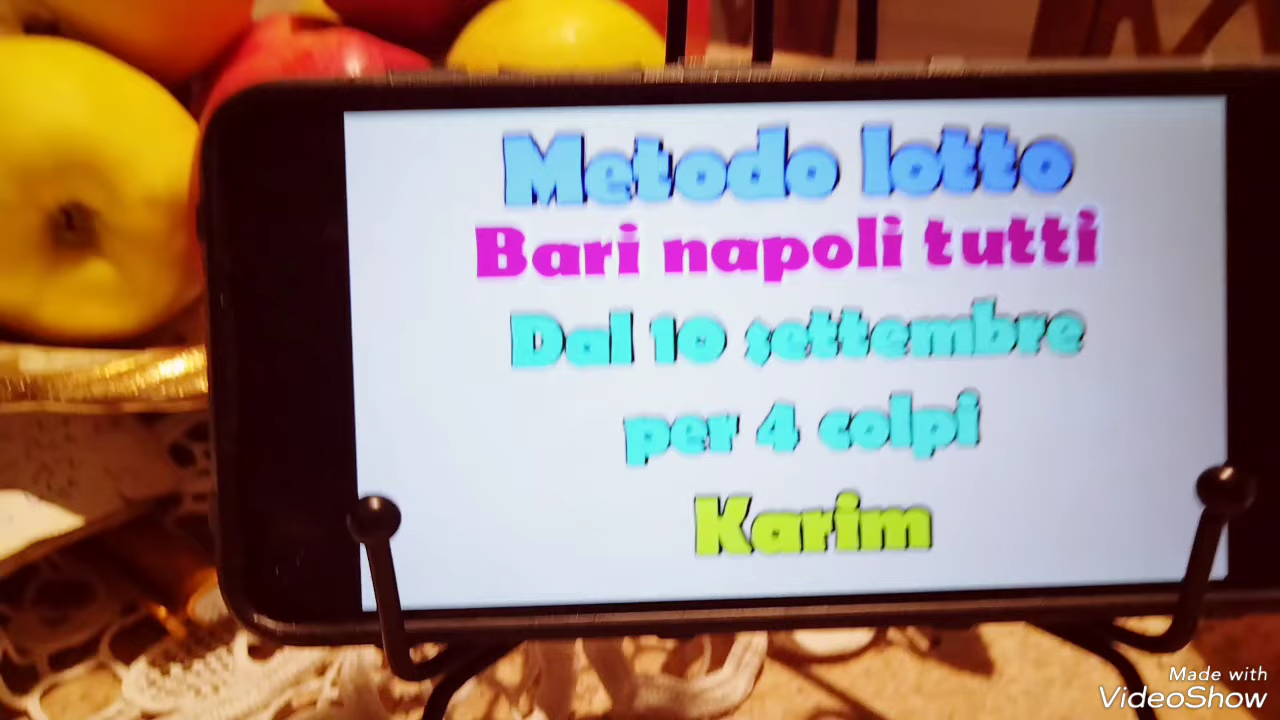 Metodo lotto
Bari napoli tutti
Dal 10 settembre
per 4 colpi
Karim
Made with
VideoShow